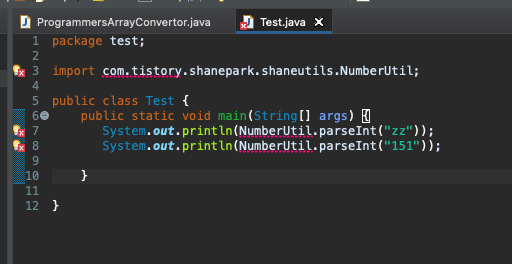 ProgrammersArrayConvertor.java Test.java
1 package test;
2
3 import com.tistory.shanepark.shaneutils.NumberUtil;
4
5 public class Test {
6 public static void main(String[] args) {
7 System.out.println(NumberUtil.parseInt("zz"));
8 System.out.println(NumberUtil.parseInt("151"));
9
10 }
11
12 }